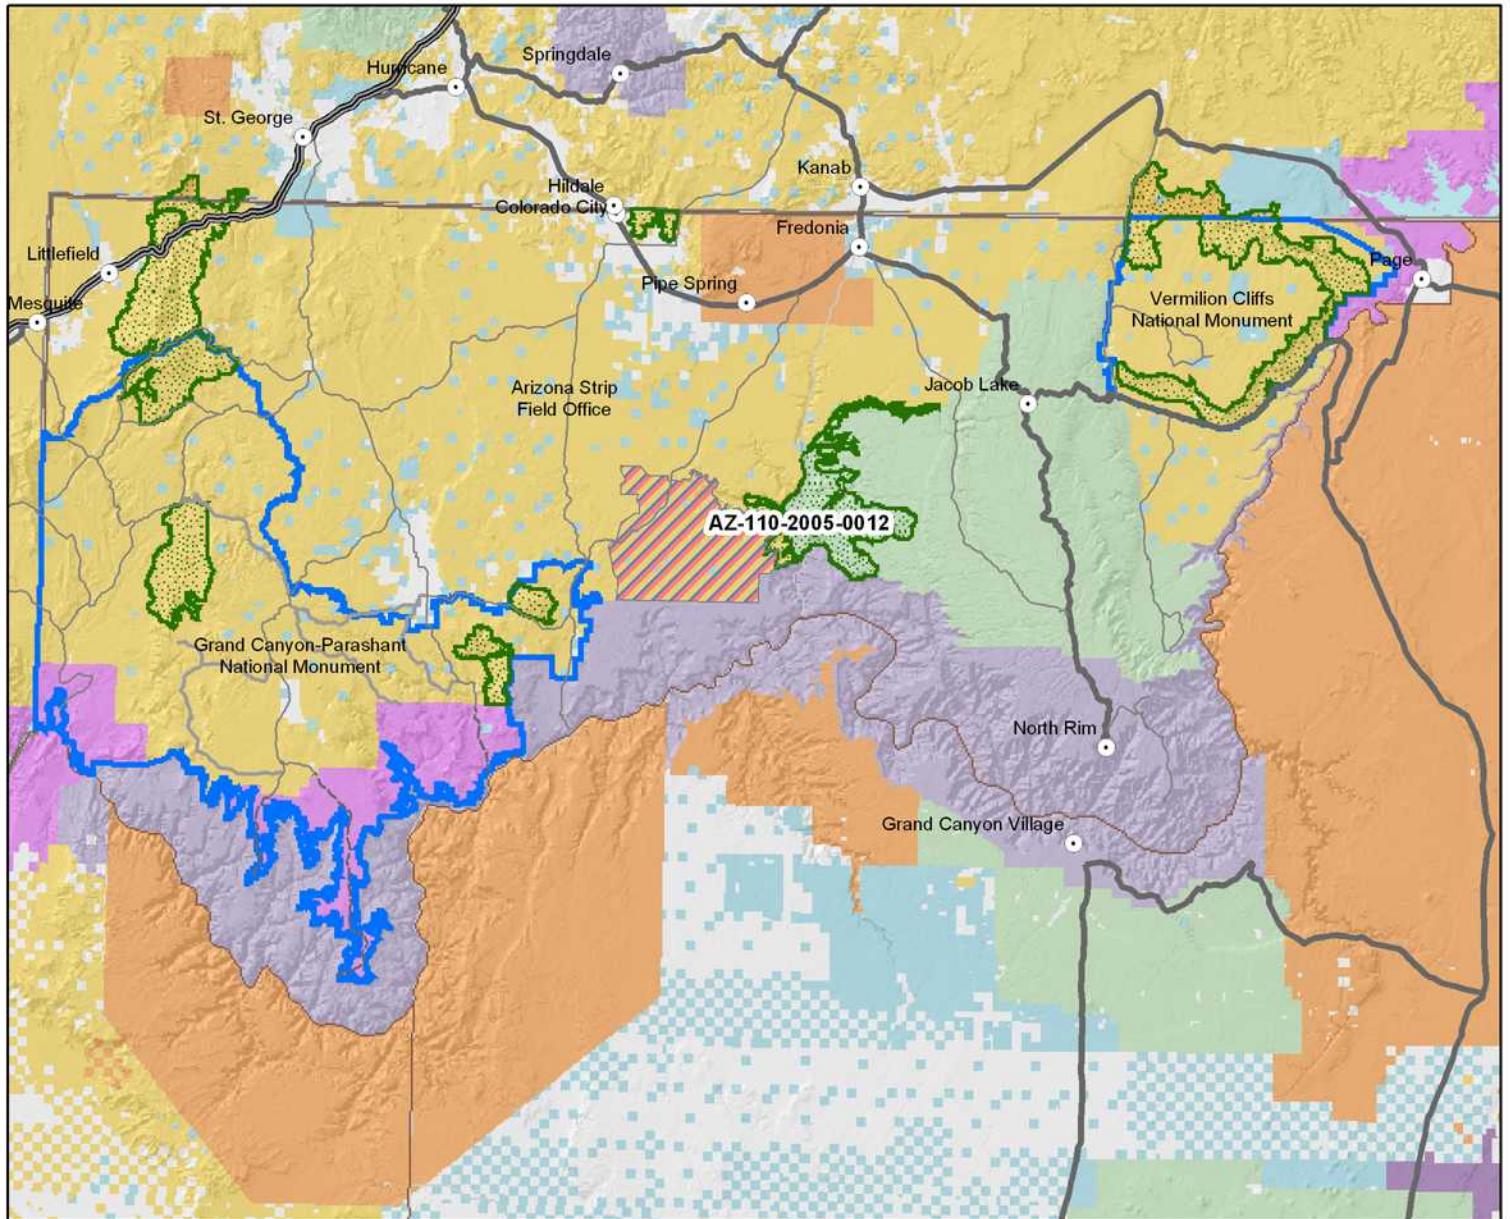 Springdale
Hurricane
St. George
Kanab
Hildale
Colorado City
Fredonia
Littlefield
Page
Pipe Spring
Mesquite
Vermilion Cliffs
National Monument
Arizona Strip
Field Office
Jacob Lake
AZ-110-2005-0012
Grand Canyon-Parashant
National Monument
North Rim
Grand Canyon Village